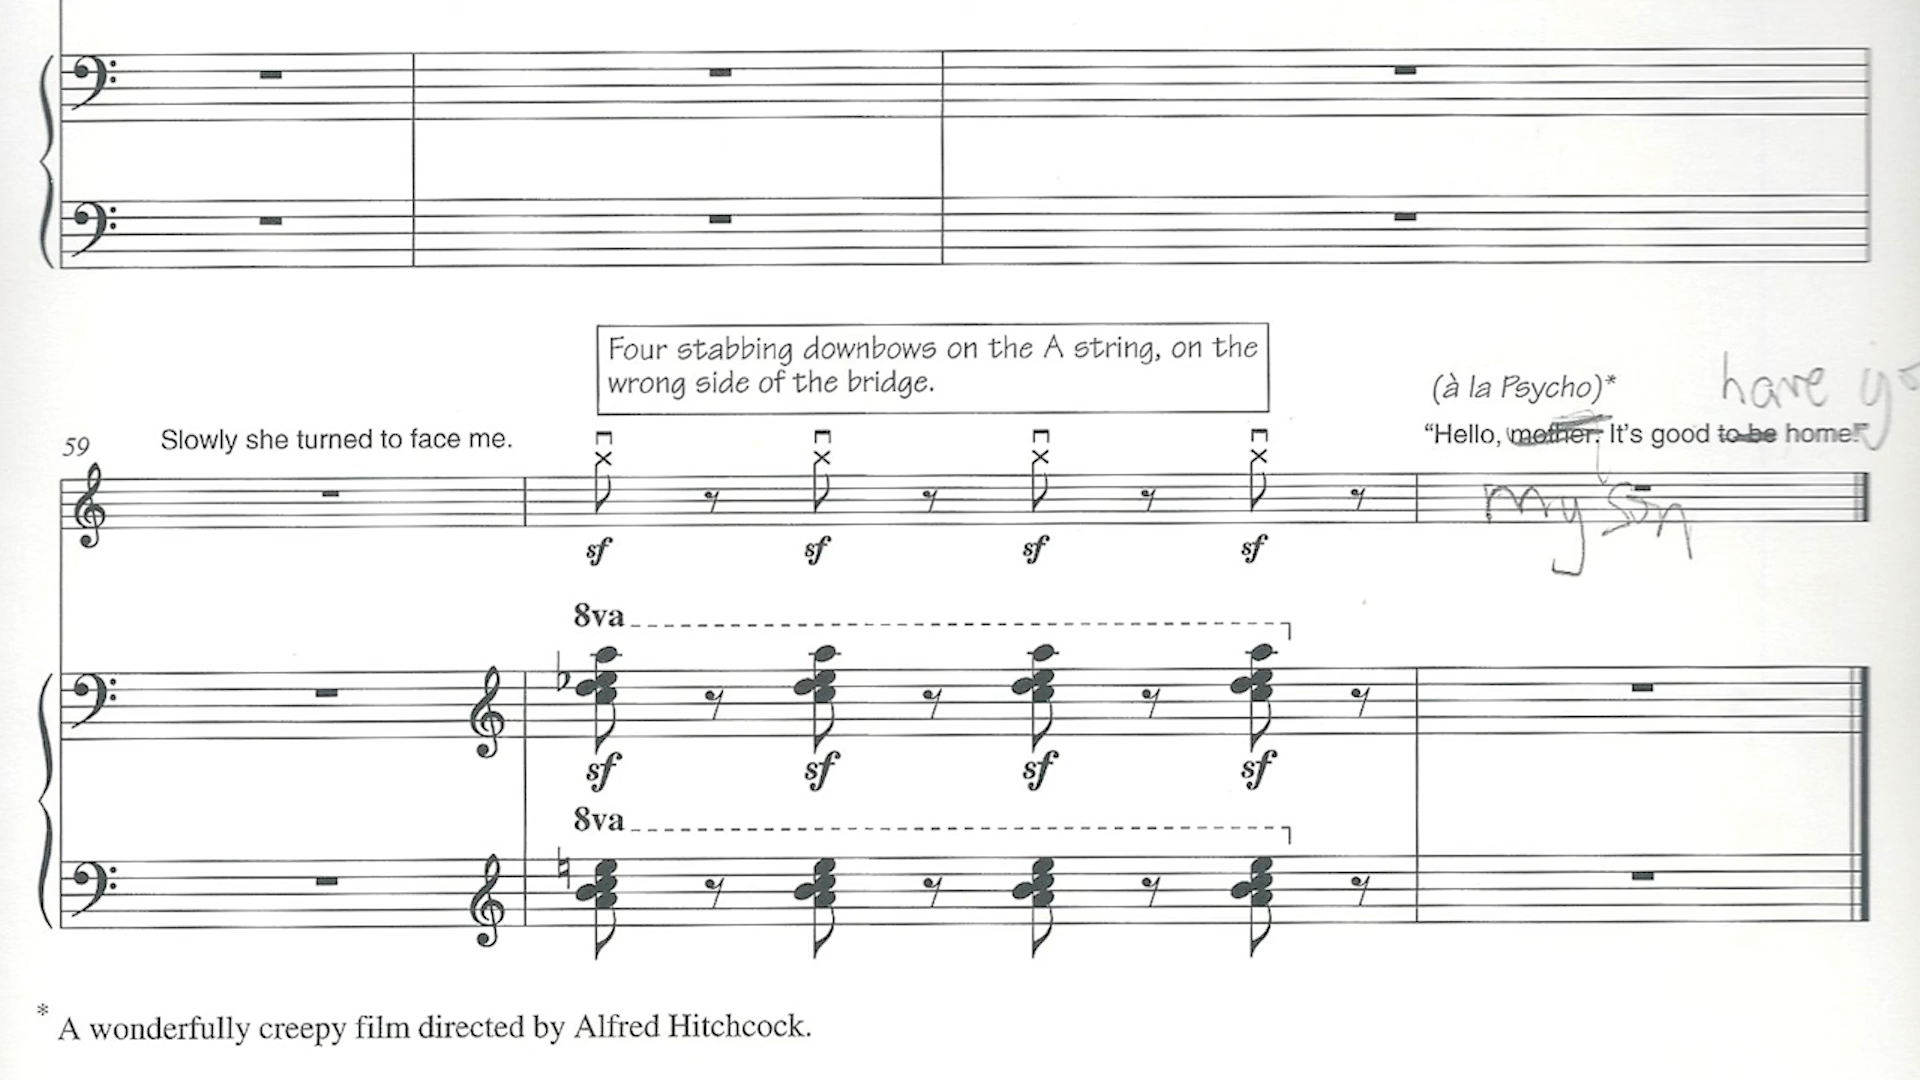 Four stabbing downbows on the A string, on the
wrong side of the bridge.
(à la Psycho)*
have
59
Slowly she turned to face me.
“Hello, mother. It’s good to be home.”
my son
sf sf sf sf
8va
sf sf sf sf
8va
* A wonderfully creepy film directed by Alfred Hitchcock.